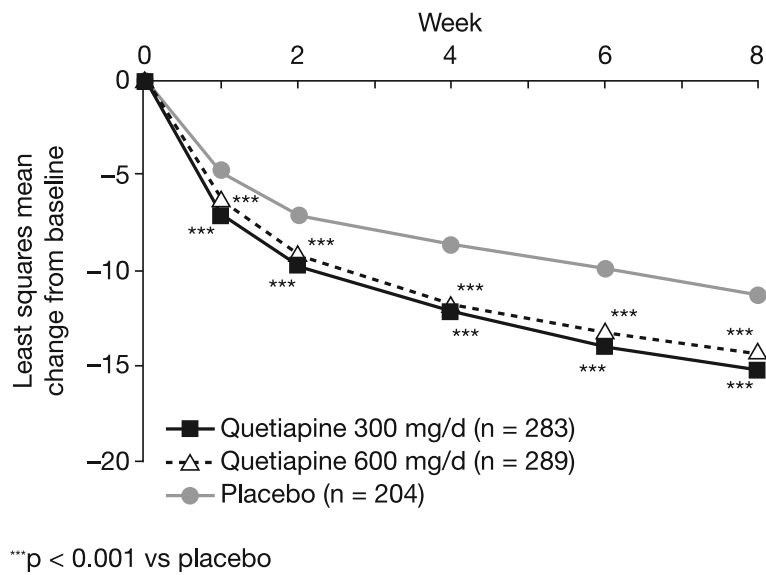 Week
0 2 4 6 8
0
−5
−10
−15
−20
Least squares mean
change from baseline
***
***
***
***
***
***
***
***
***
***
Quetiapine 300 mg/d (n = 283)
Quetiapine 600 mg/d (n = 289)
Placebo (n = 204)
***p < 0.001 vs placebo